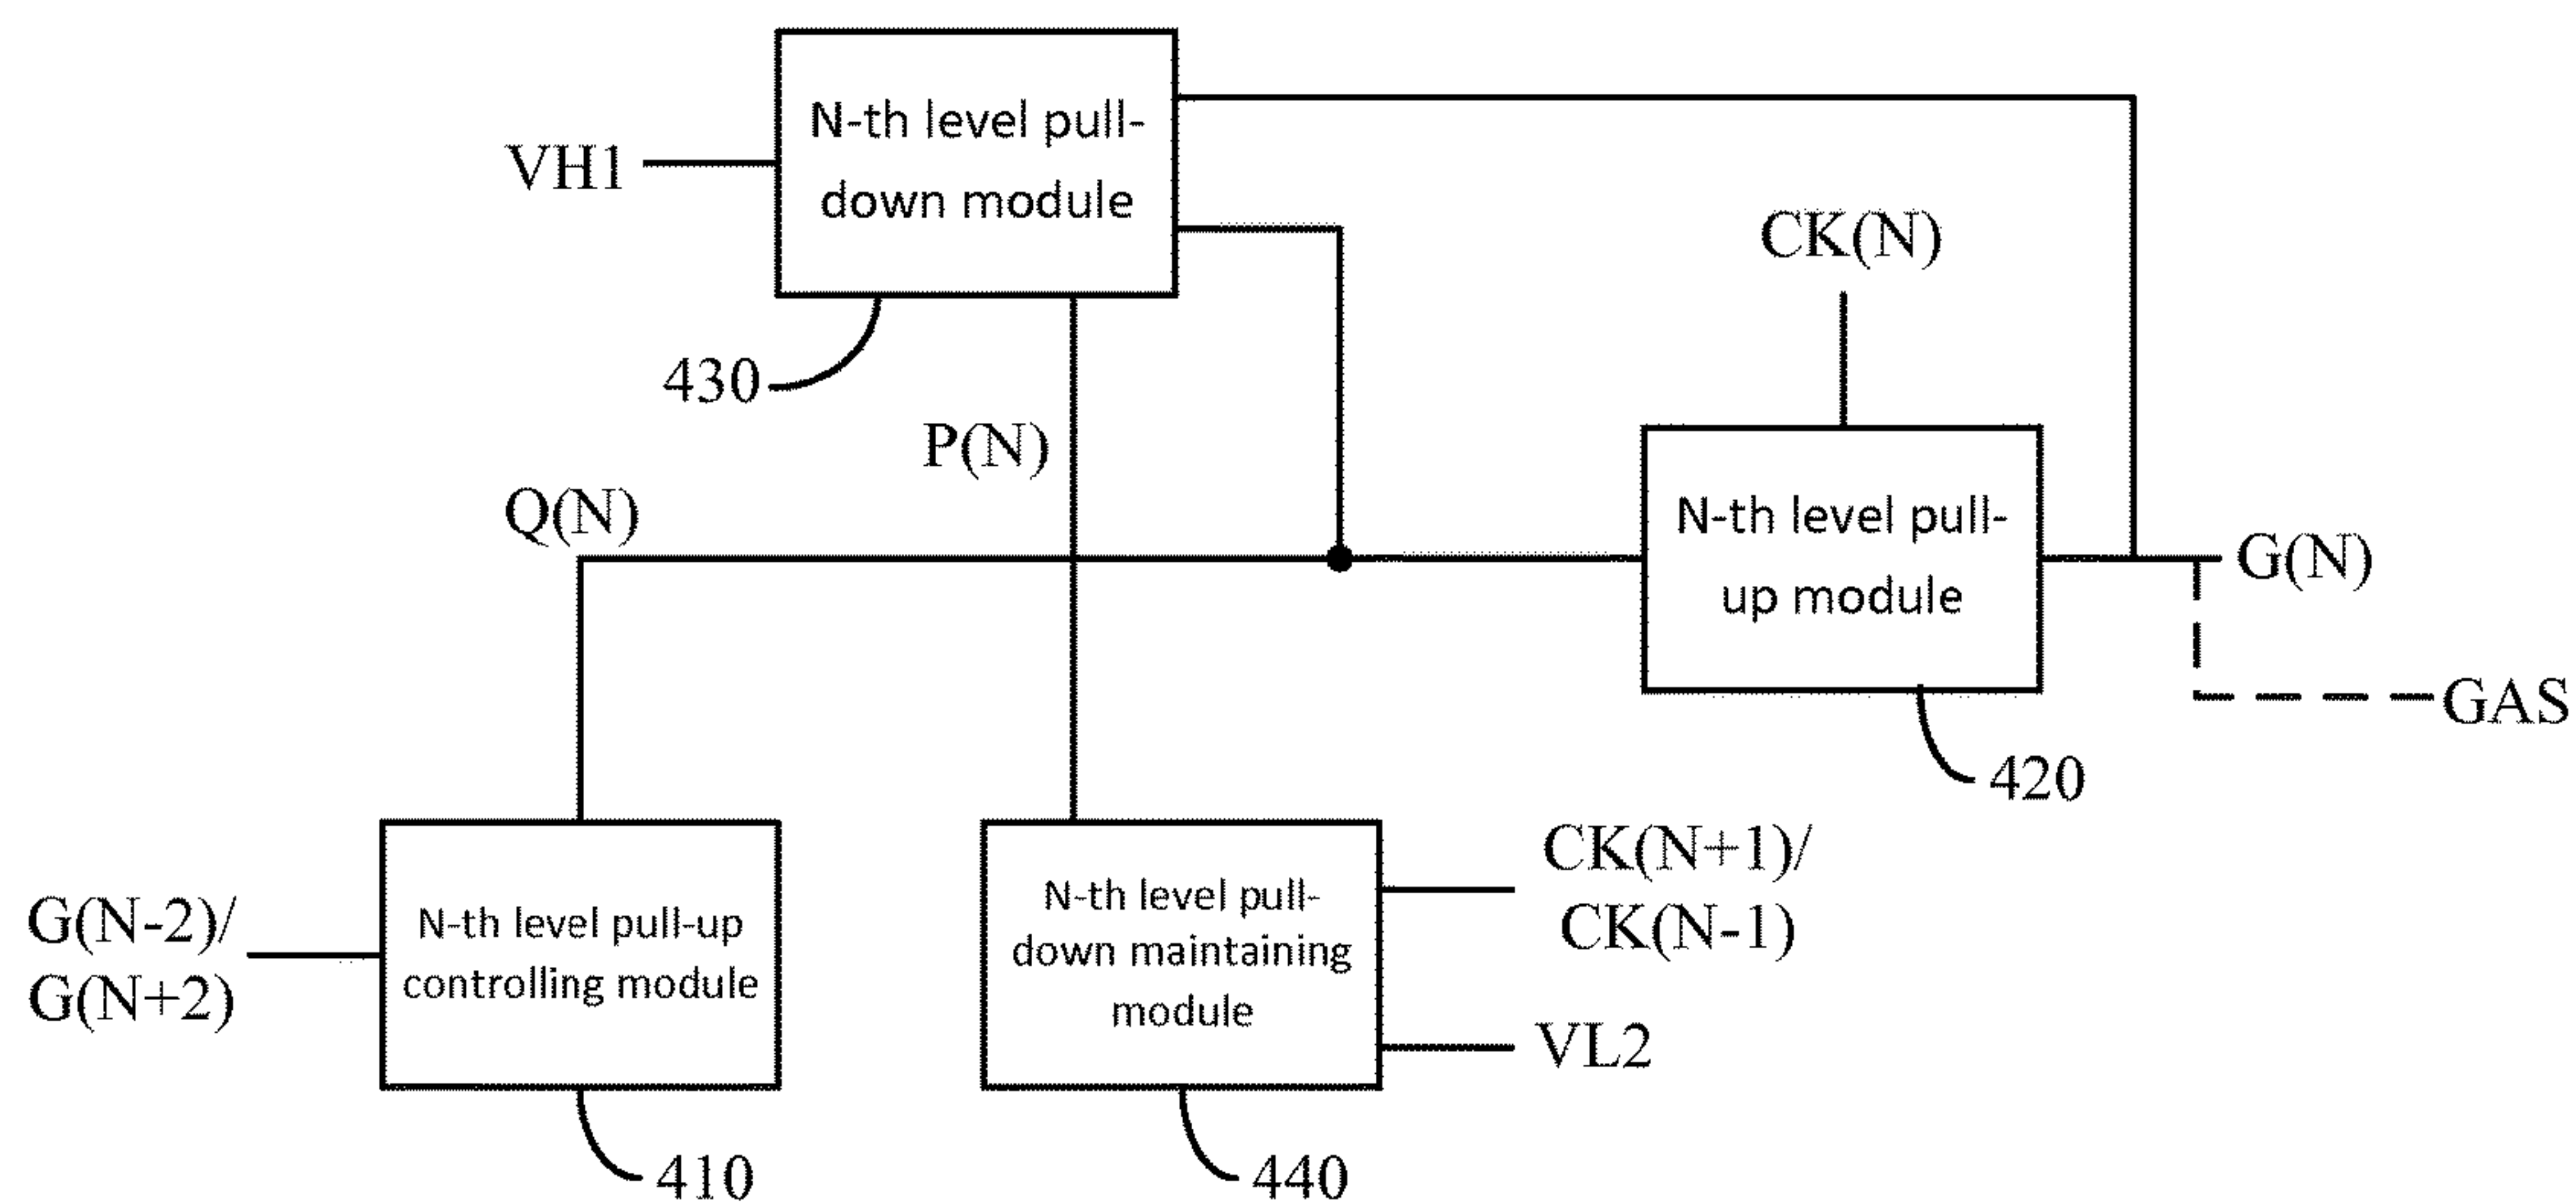 N-th level pull-
down module
VH1
CK(N)
430
P(N)
Q(N)
N-th level pull-
up module
G(N)
GAS
420
CK(N+1)/
CK(N-1)
G(N-2)/
G(N+2)
N-th level pull-up
controlling module
N-th level pull-
down maintaining
module
VL2
410
440